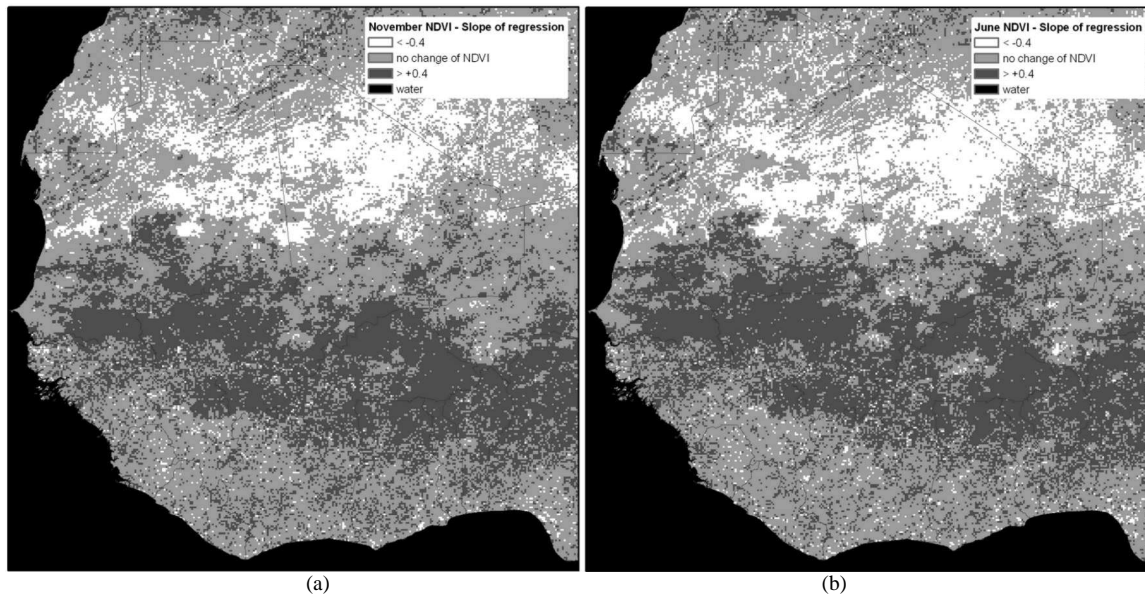 November NDVI - Slope of regression
< -0.4
no change of NDVI
> +0.4
water
June NDVI - Slope of regression
< -0.4
no change of NDVI
> +0.4
water
(a)
(b)